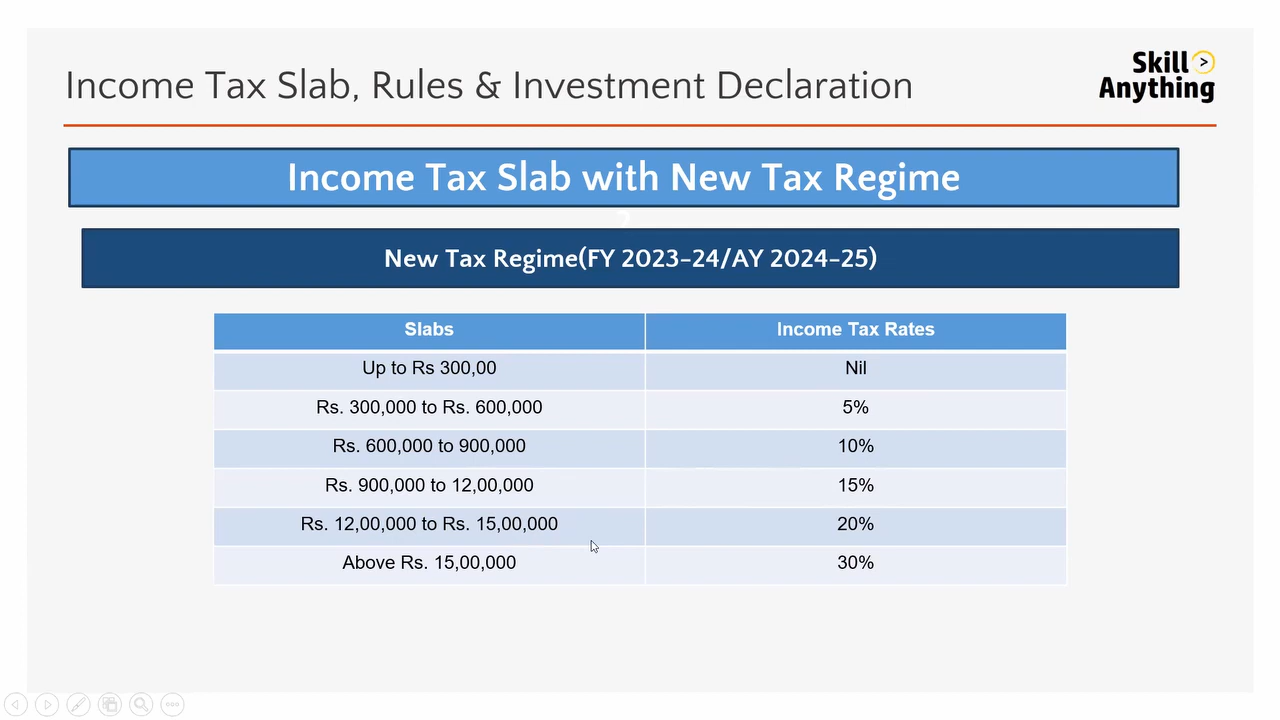 Income Tax Slab, Rules & Investment Declaration
Skill
Anything
Income Tax Slab with New Tax Regime
?
New Tax Regime(FY 2023-24/AY 2024-25)
Slabs Income Tax Rates
Up to Rs 300,00 Nil
Rs. 300,000 to Rs. 600,000 5%
Rs. 600,000 to 900,000 10%
Rs. 900,000 to 12,00,000 15%
Rs. 12,00,000 to Rs. 15,00,000 20%
Above Rs. 15,00,000 30%